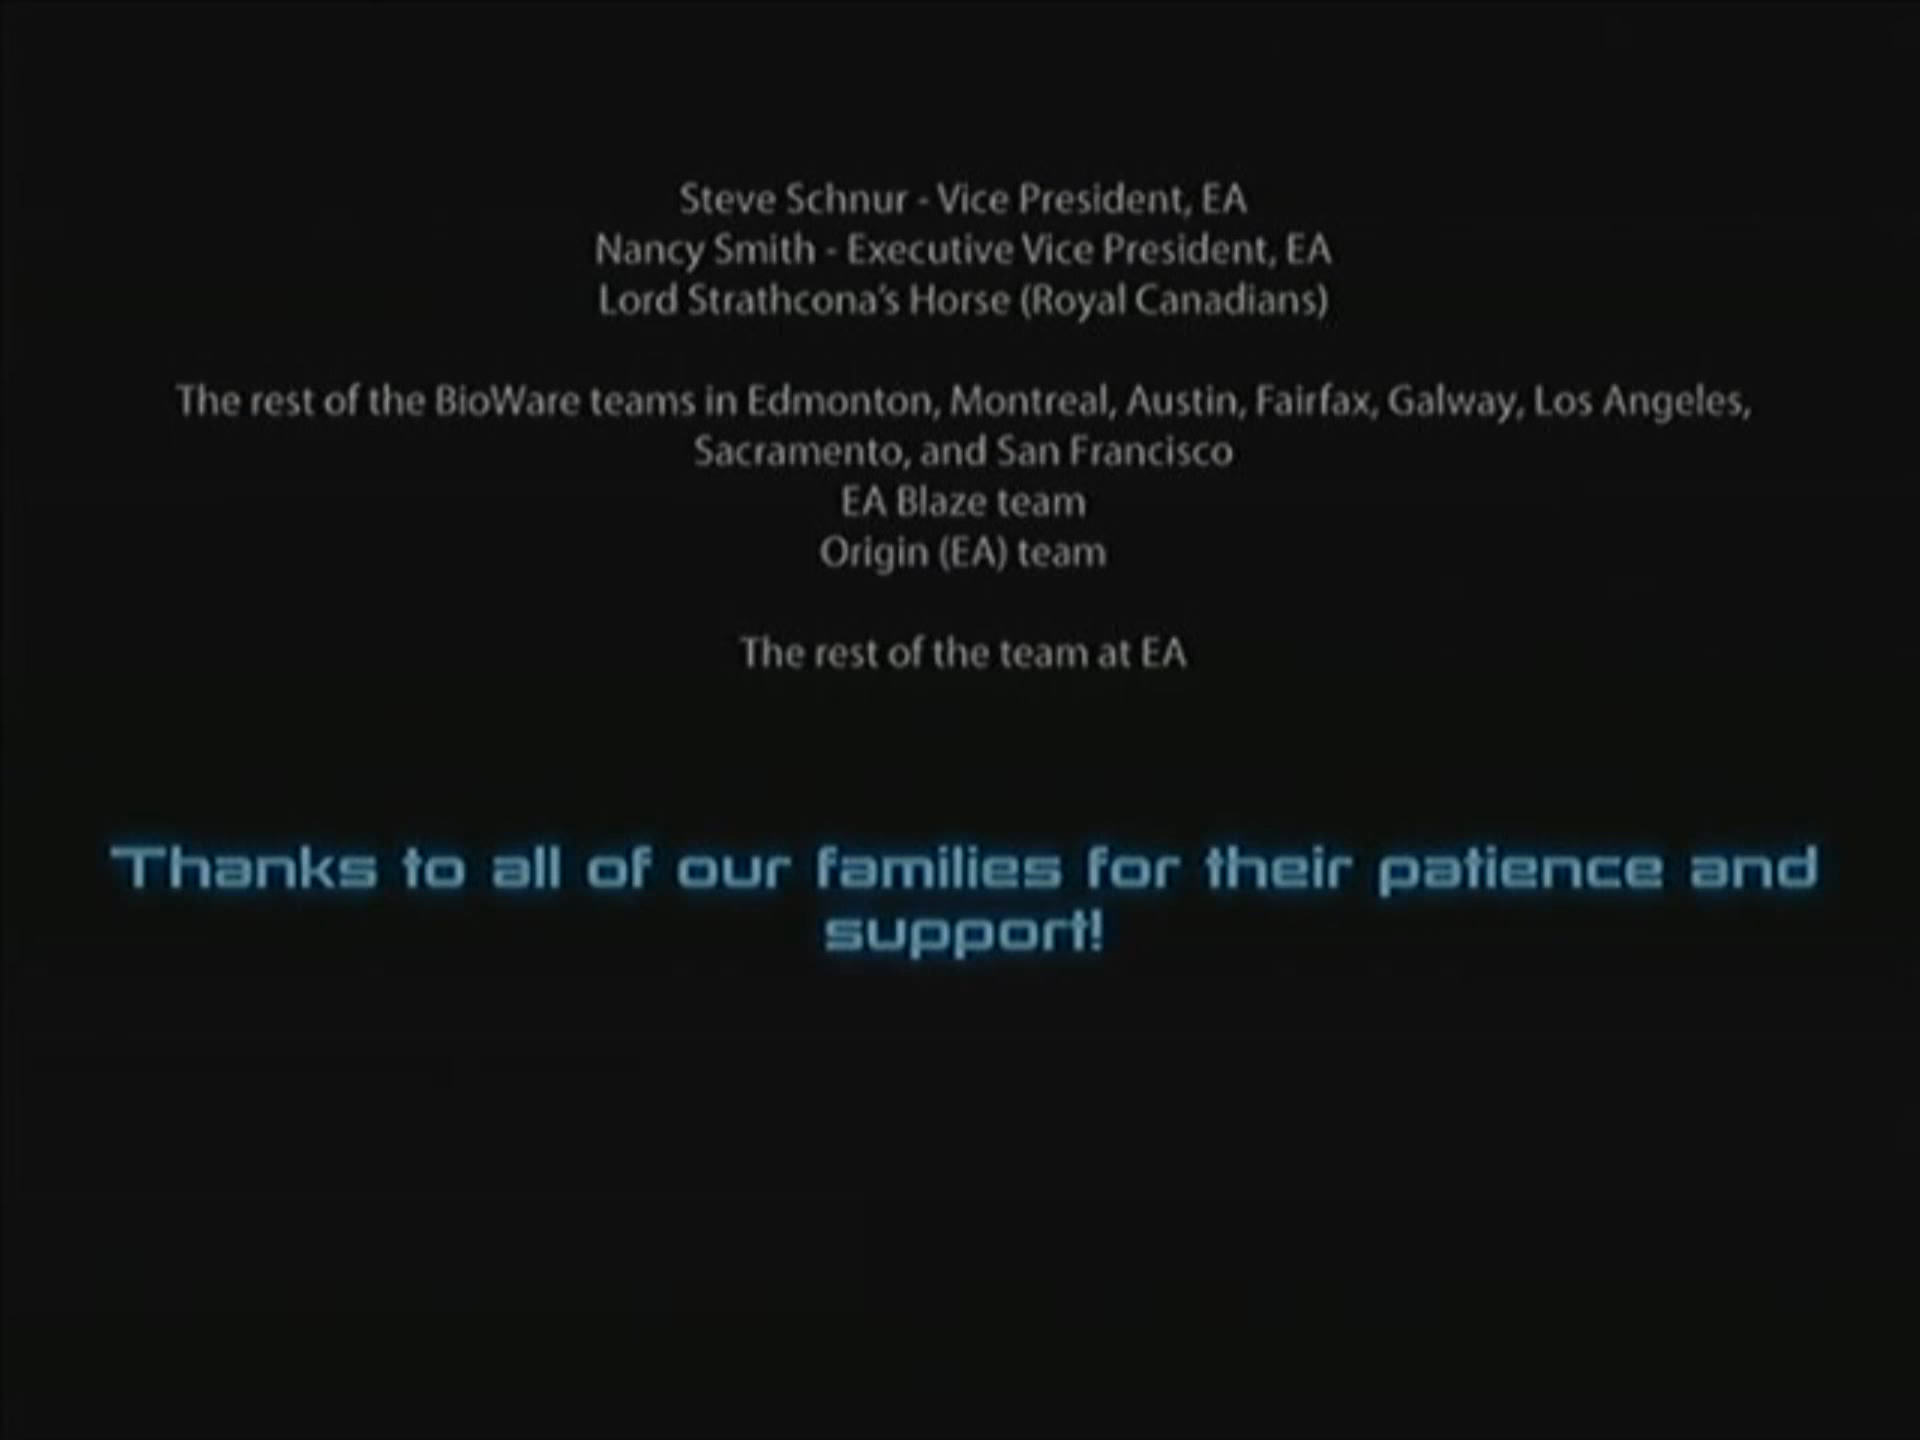 Steve Schnur - Vice President, EA
Nancy Smith - Executive Vice President, EA
Lord Strathcona's Horse (Royal Canadians)
The rest of the BioWare teams in Edmonton, Montreal, Austin, Fairfax, Galway, Los Angeles,
Sacramento, and San Francisco
EA Blaze team
Origin (EA) team
The rest of the team at EA
Thanks to all of our families for their patience and
support!